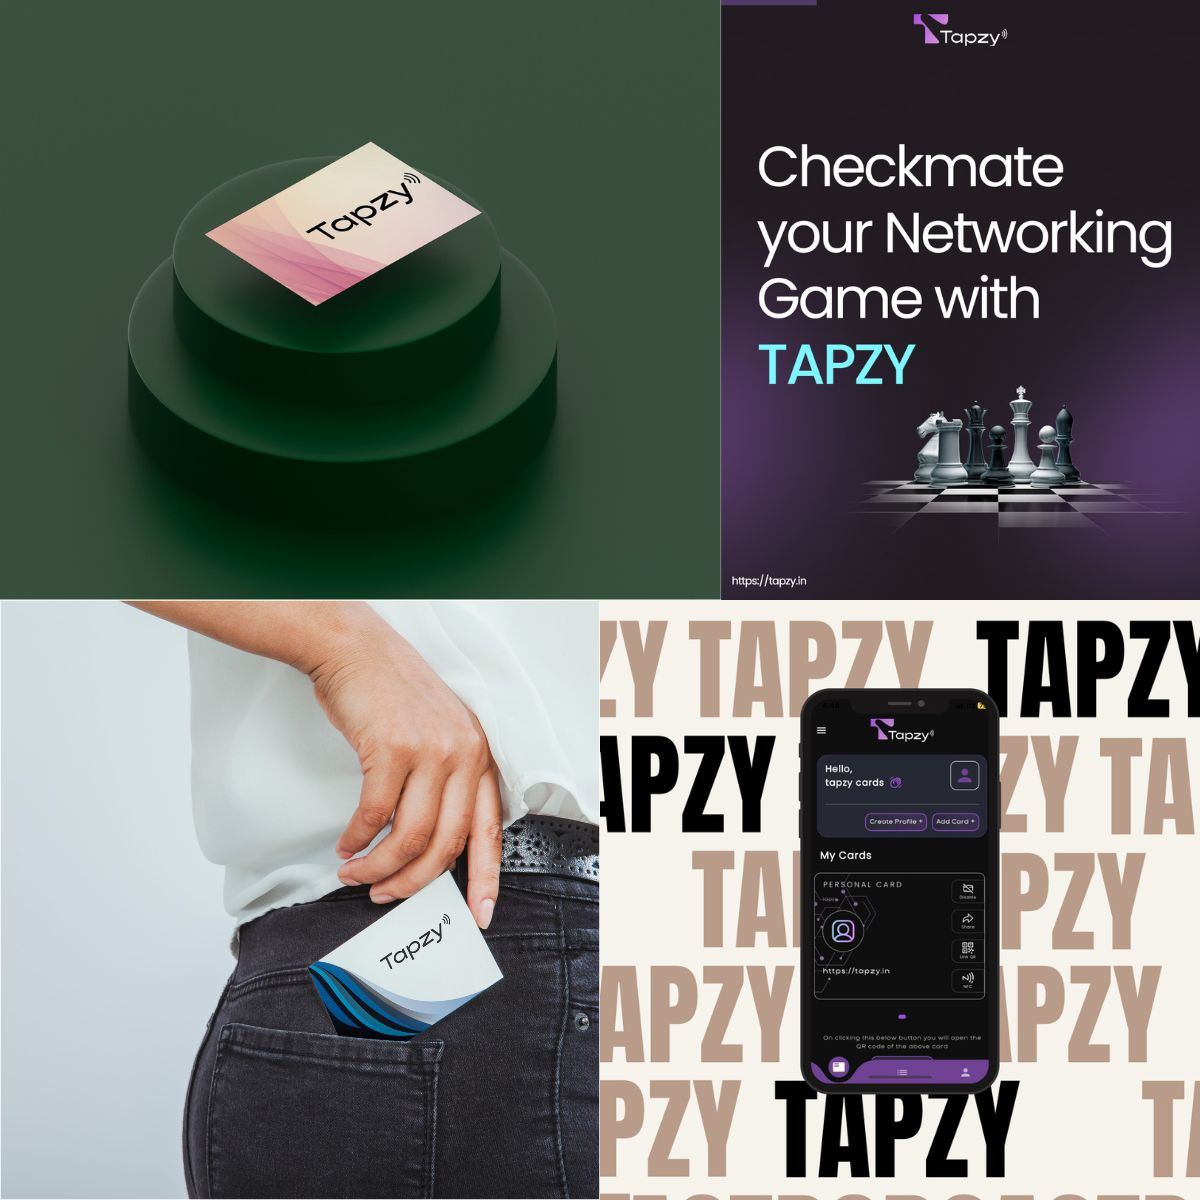 Tapzy
Tapzy
Checkmate
your Networking
Game with
TAPZY
https://tapzy.in
Tapzy
ZY TAPZY TAPZY
APZY ZY TA
TA PZY
APZY APZY
PZY TAPZY T
Tapzy
Hello,
tapzy cards
Create Profile +
Add Card +
My Cards
PERSONAL CARD
Disable
Share
Link QR
NFC
https://tapzy.in
On clicking this below button you will open the
QR code of the above card